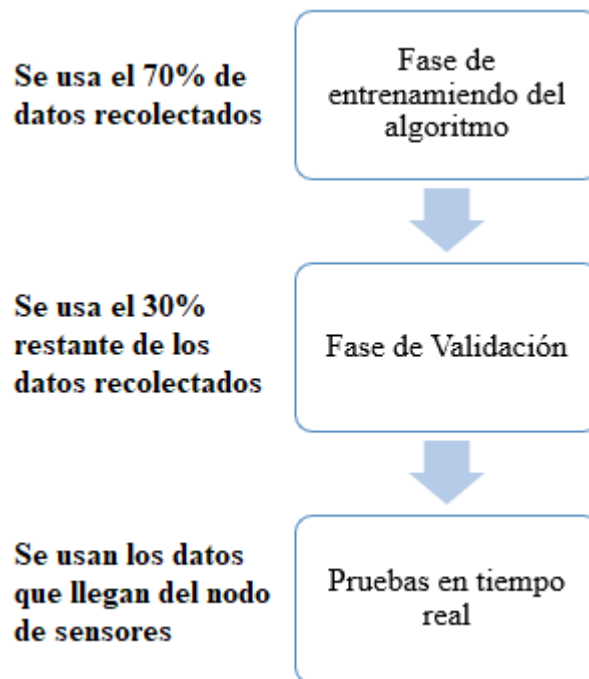 Se usa el 70% de
datos recolectados
Fase de
entrenamiendo del
algoritmo
Se usa el 30%
restante de los
datos recolectados
Fase de Validación
Se usan los datos
que llegan del nodo
de sensores
Pruebas en tiempo
real